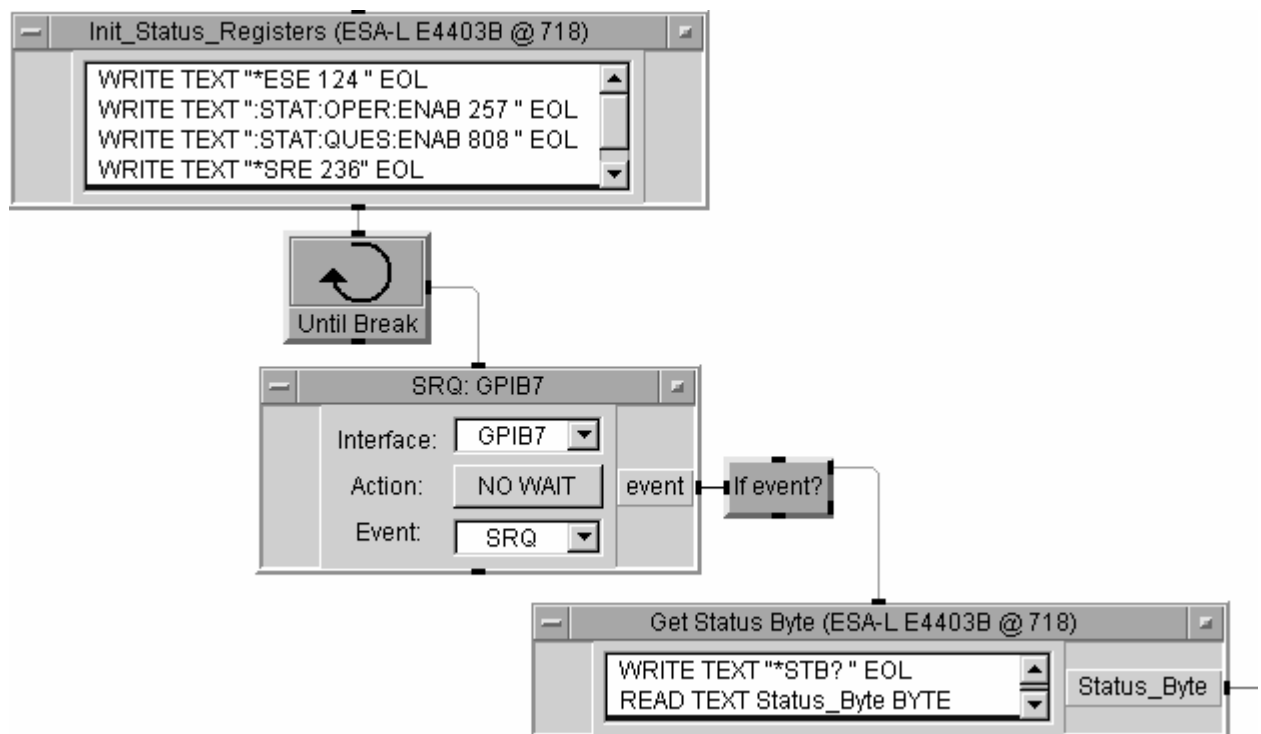 Init_Status_Registers (ESA-L E4403B @ 718)
WRITE TEXT "*ESE 124 " EOL
WRITE TEXT ":STAT:OPER:ENAB 257 " EOL
WRITE TEXT ":STAT:QUES:ENAB 808 " EOL
WRITE TEXT "*SRE 236" EOL
Until Break
SRQ: GPIB7
Interface: GPIB7
Action: NO WAIT
event
If event?
Event: SRQ
Get Status Byte (ESA-L E4403B @ 718)
WRITE TEXT "*STB? " EOL
READ TEXT Status_Byte BYTE
Status_Byte